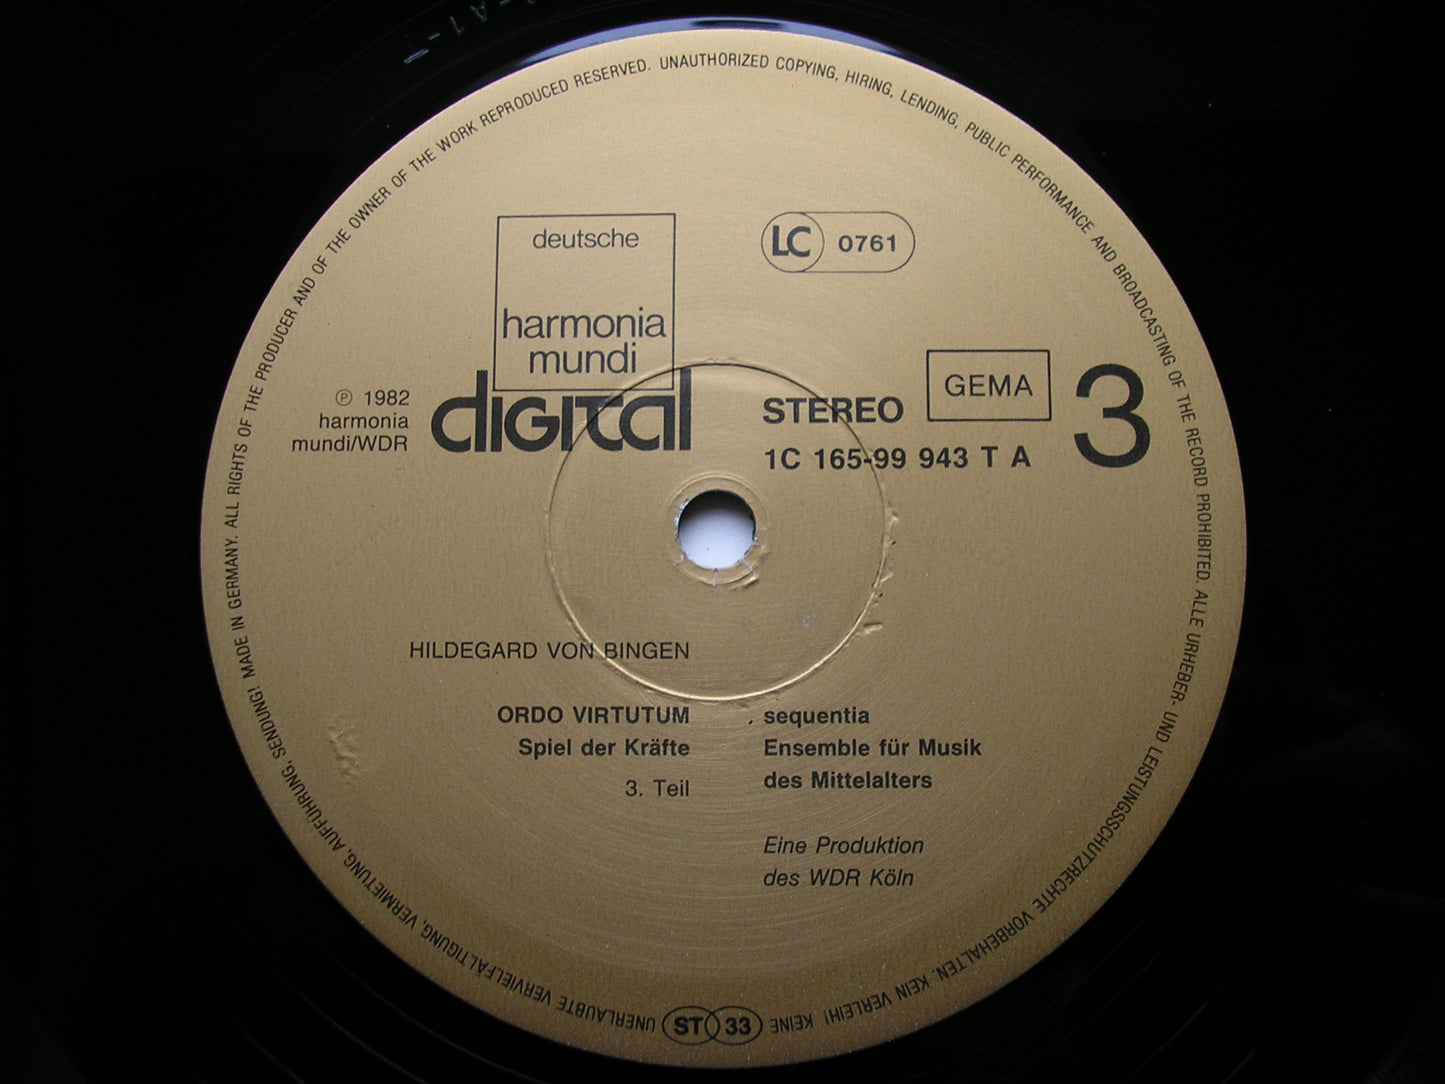 -A1-T
MADE IN GERMANY. ALL RIGHTS OF THE PRODUCER AND OF THE OWNER OF THE WORK REPRODUCED RESERVED. UNAUTHORIZED COPYING, HIRING, LENDING, PUBLIC PERFORMANCE AND BROADCASTING OF THE RECORD PROHIBITED. ALLE URHEBER- UND LEISTUNGSSCHUTZRECHTE VORBEHALTEN. KEIN VERLEIH! KEINE UNERLAUBTE VERVIELFÄLTIGUNG, VERMIETUNG, AUFFÜHRUNG, SENDUNG!
deutsche
harmonia
mundi
digital
℗ 1982
harmonia
mundi/WDR
LC 0761
STEREO GEMA
1C 165-99 943 T A
3
HILDEGARD VON BINGEN
ORDO VIRTUTUM
Spiel der Kräfte
3. Teil
sequentia
Ensemble für Musik
des Mittelalters
Eine Produktion
des WDR Köln
ST 33